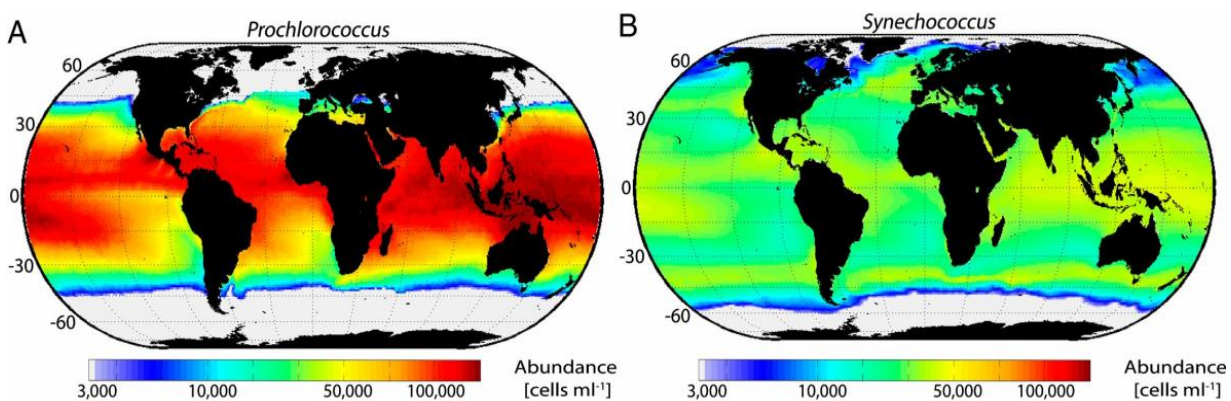 A
Prochlorococcus
60
30
0
-30
-60
3,000 10,000 50,000 100,000
Abundance
[cells ml⁻¹]
B
Synechococcus
60
30
0
-30
-60
3,000 10,000 50,000 100,000
Abundance
[cells ml⁻¹]